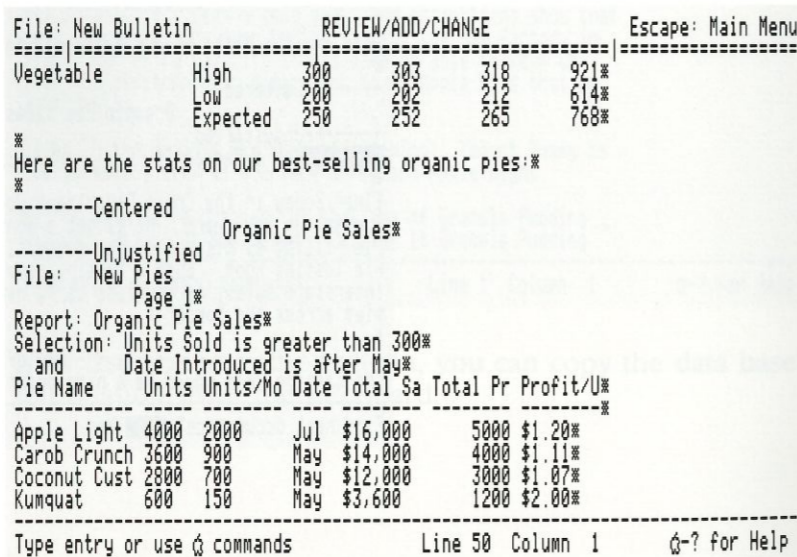 File: New Bulletin REVIEW/ADD/CHANGE Escape: Main Menu
=====|========================|=============================|===================
Vegetable High 300 303 318 921※
Low 200 202 212 614※
Expected 250 252 265 768※
※
Here are the stats on our best-selling organic pies:※
※
--------Centered
Organic Pie Sales※
--------Unjustified
File: New Pies
Page 1※
Report: Organic Pie Sales※
Selection: Units Sold is greater than 300※
and Date Introduced is after May※
Pie Name Units Units/Mo Date Total Sa Total Pr Profit/U※
----------- ----- -------- ---- -------- -------- --------※
Apple Light 4000 2000 Jul $16,000 5000 $1.20※
Carob Crunch 3600 900 May $14,000 4000 $1.11※
Coconut Cust 2800 700 May $12,000 3000 $1.07※
Kumquat 600 150 May $3,600 1200 $2.00※
Type entry or use commands Line 50 Column 1 -? for Help